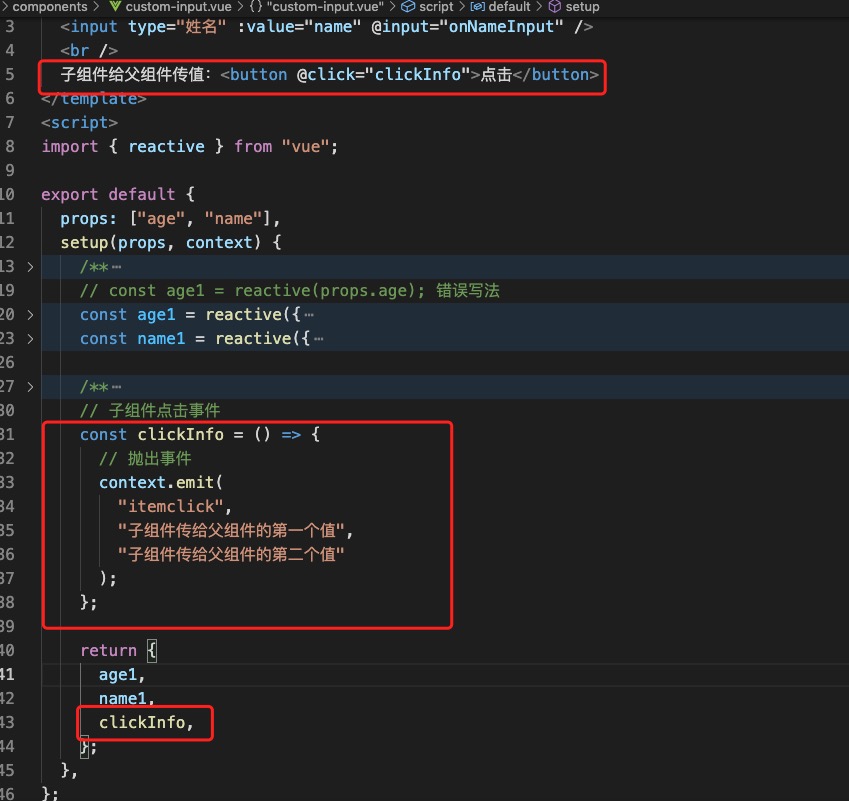 components > custom-input.vue > {} "custom-input.vue" > script > default > setup
3 <input type="姓名" :value="name" @input="onNameInput" />
4 <br />
5 子组件给父组件传值：<button @click="clickInfo">点击</button>
6 </template>
7 <script>
8 import { reactive } from "vue";
9
10 export default {
11 props: ["age", "name"],
12 setup(props, context) {
13 > /**…
19 // const age1 = reactive(props.age); 错误写法
20 > const age1 = reactive({…
23 > const name1 = reactive({…
26
27 > /**…
30 // 子组件点击事件
31 const clickInfo = () => {
32 // 抛出事件
33 context.emit(
34 "itemclick",
35 "子组件传给父组件的第一个值",
36 "子组件传给父组件的第二个值"
37 );
38 };
39
40 return {
41 age1,
42 name1,
43 clickInfo,
44 };
45 },
46 };